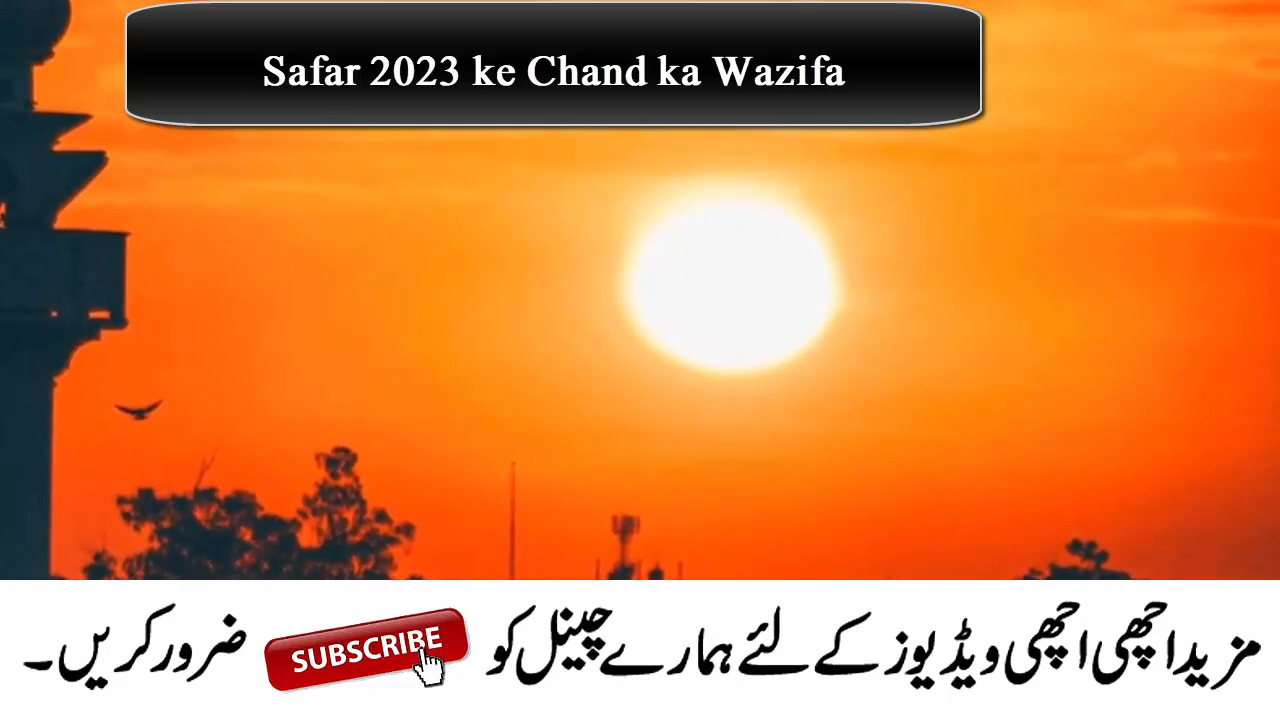 Safar 2023 ke Chand ka Wazifa
مزید اچھی اچھی ویڈیوز کے لئے ہمارے چینل کو SUBSCRIBE ضرور کریں۔